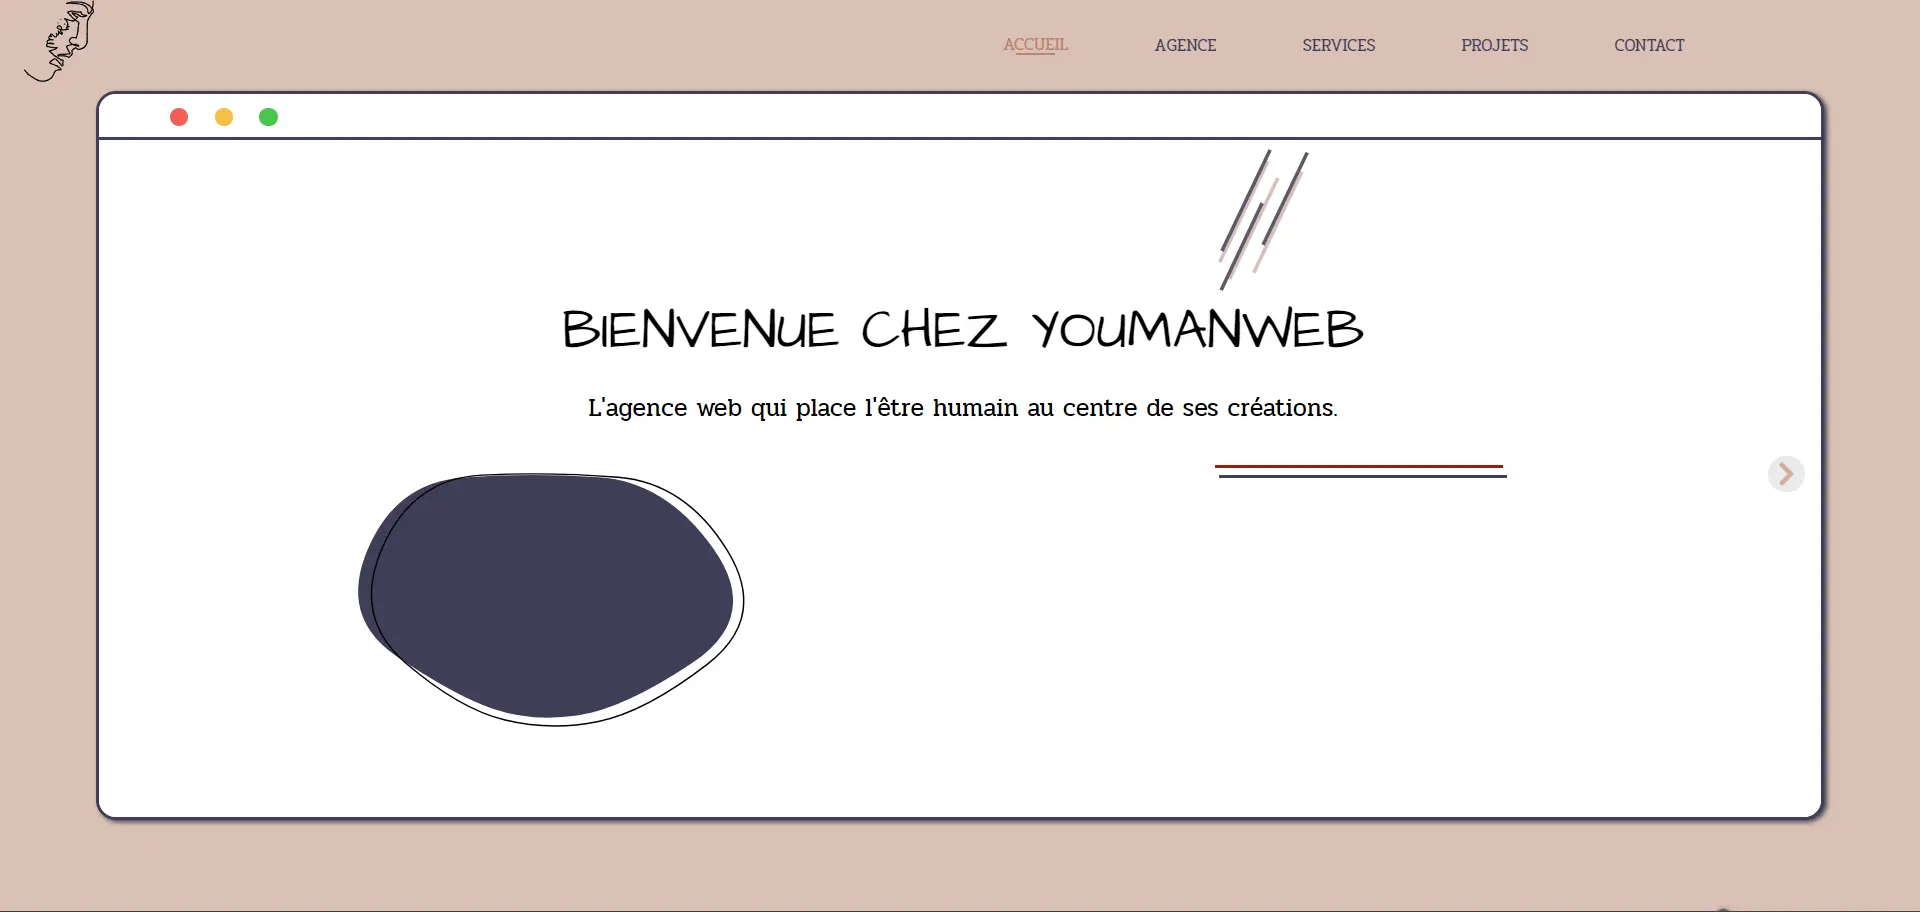 ACCUEIL
AGENCE
SERVICES
PROJETS
CONTACT
BIENVENUE CHEZ YOUMANWEB
L'agence web qui place l'être humain au centre de ses créations.